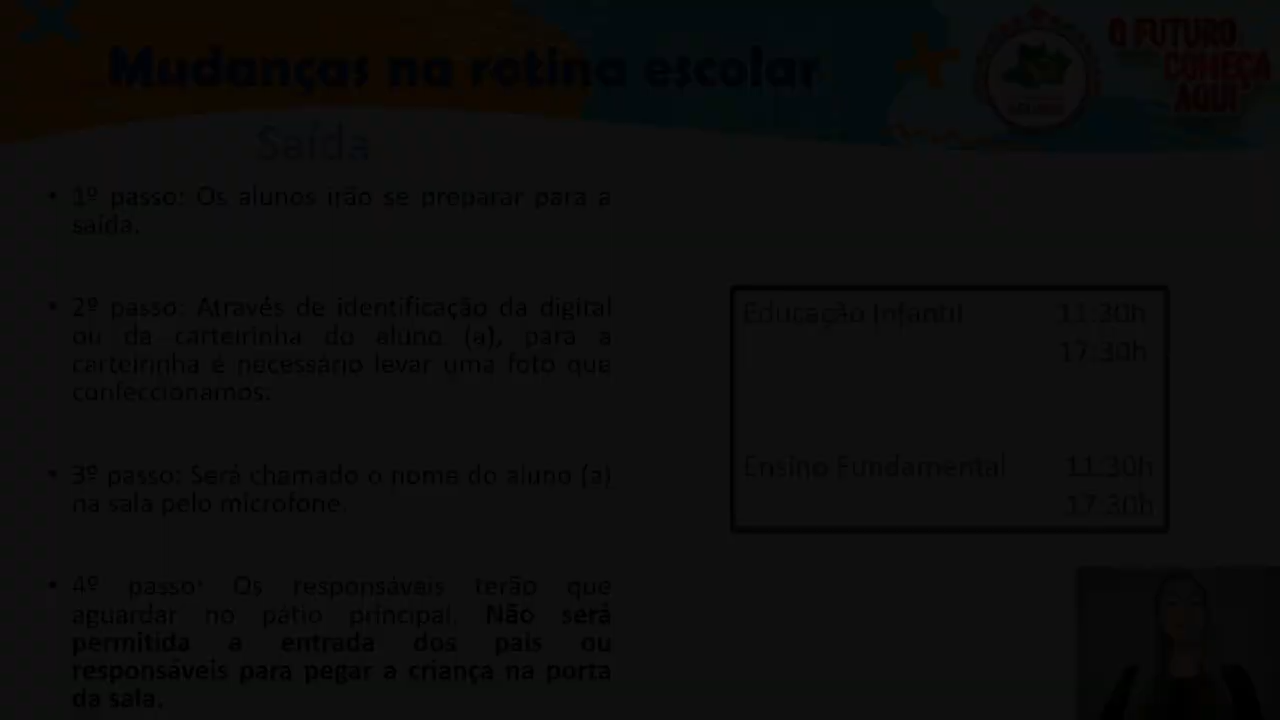 Mudanças na rotina escolar
O FUTURO
COMEÇA
AQUI
Saída
• 1º passo: Os alunos irão se preparar para a
saída.
• 2º passo: Através de identificação da digital
ou da carteirinha do aluno (a), para a
carteirinha é necessário levar uma foto que
confeccionamos.
• 3º passo: Será chamado o nome do aluno (a)
na sala pelo microfone.
• 4º passo: Os responsáveis terão que
aguardar no pátio principal. Não será
permitida a entrada dos pais ou
responsáveis para pegar a criança na porta
da sala.
Educação Infantil 11:30h
17:30h
Ensino Fundamental 11:30h
17:30h